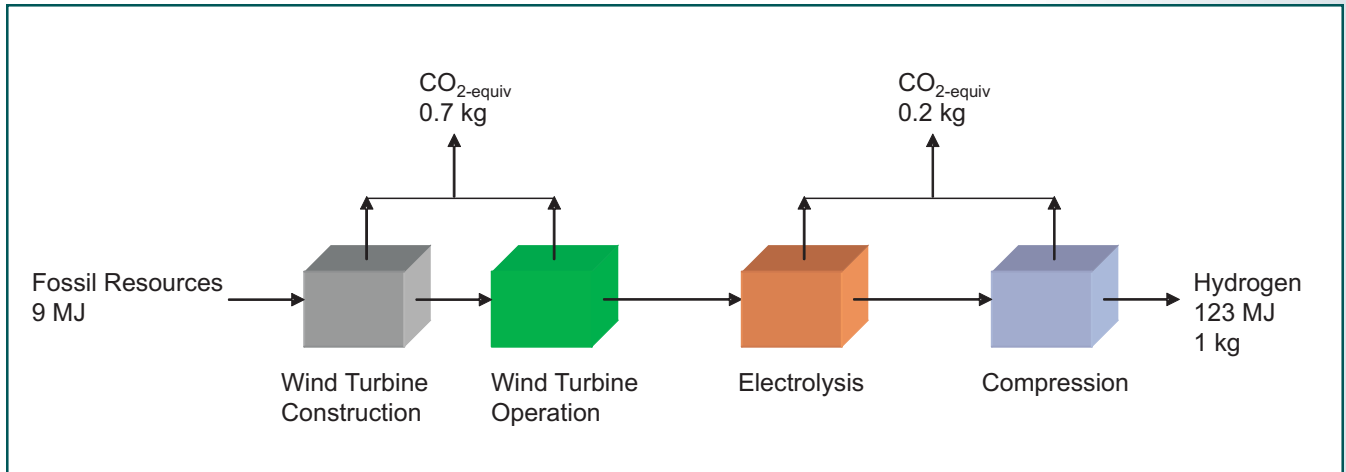 CO2-equiv
0.7 kg
CO2-equiv
0.2 kg
Fossil Resources
9 MJ
Hydrogen
123 MJ
1 kg
Wind Turbine
Construction
Wind Turbine
Operation
Electrolysis
Compression